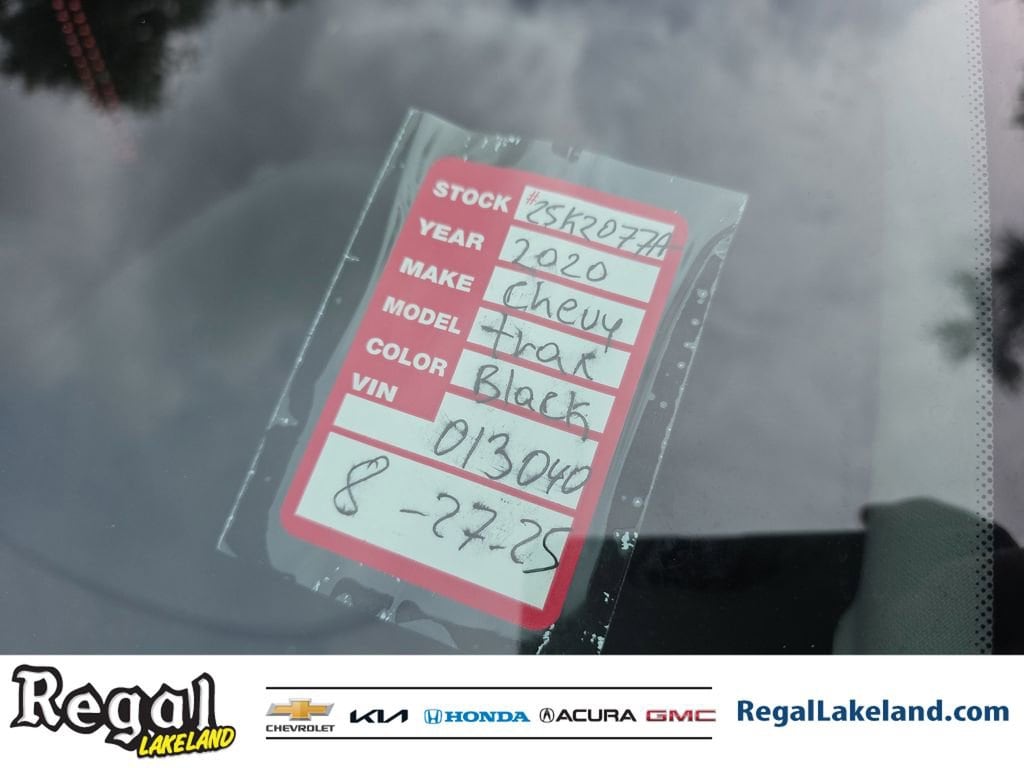 STOCK #25K2077A
YEAR 2020
MAKE Chevy
MODEL trax
COLOR Black
VIN 013040
8-27-25
Regal
LAKELAND
CHEVROLET KIA HONDA ACURA GMC
RegalLakeland.com